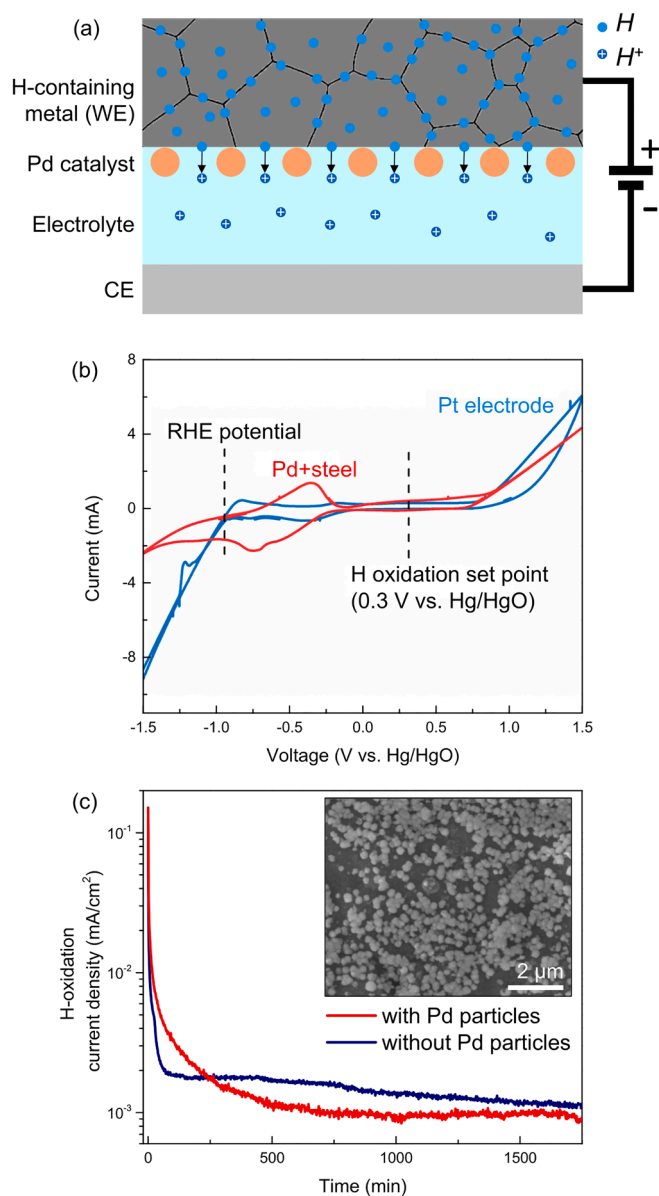 (a)
H
H+
H-containing
metal (WE)
Pd catalyst
Electrolyte
CE
+
-
(b)
8
4
0
-4
-8
Current (mA)
Pt electrode
RHE potential
Pd+steel
H oxidation set point
(0.3 V vs. Hg/HgO)
-1.5 -1.0 -0.5 0.0 0.5 1.0 1.5
Voltage (V vs. Hg/HgO)
(c)
10-1
10-2
10-3
H-oxidation
current density (mA/cm2)
2 μm
with Pd particles
without Pd particles
0 500 1000 1500
Time (min)